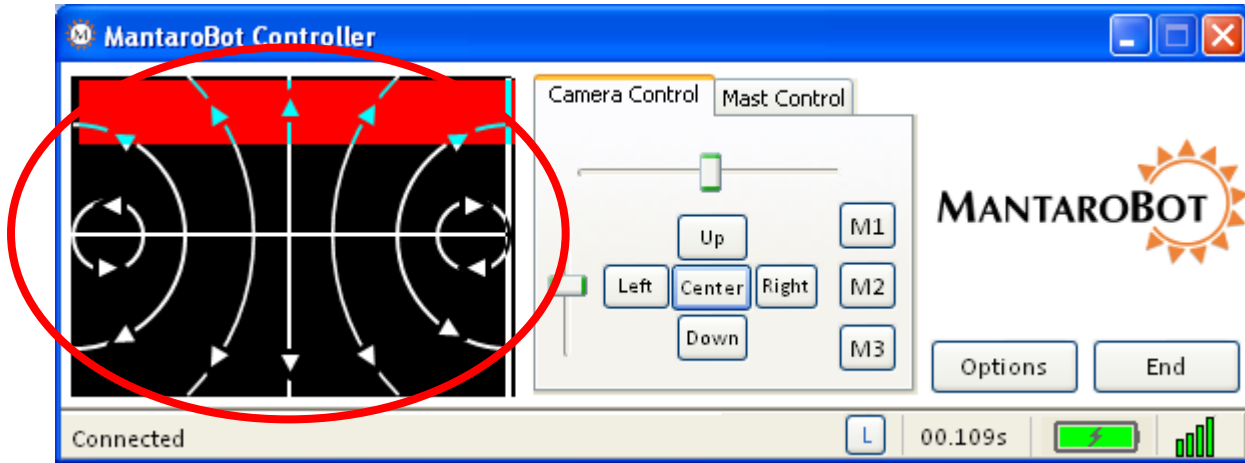 M MantaroBot Controller
Camera Control Mast Control
Up
Left Center Right
Down
M1
M2
M3
MANTAROBOT
Options End
Connected L 00.109s